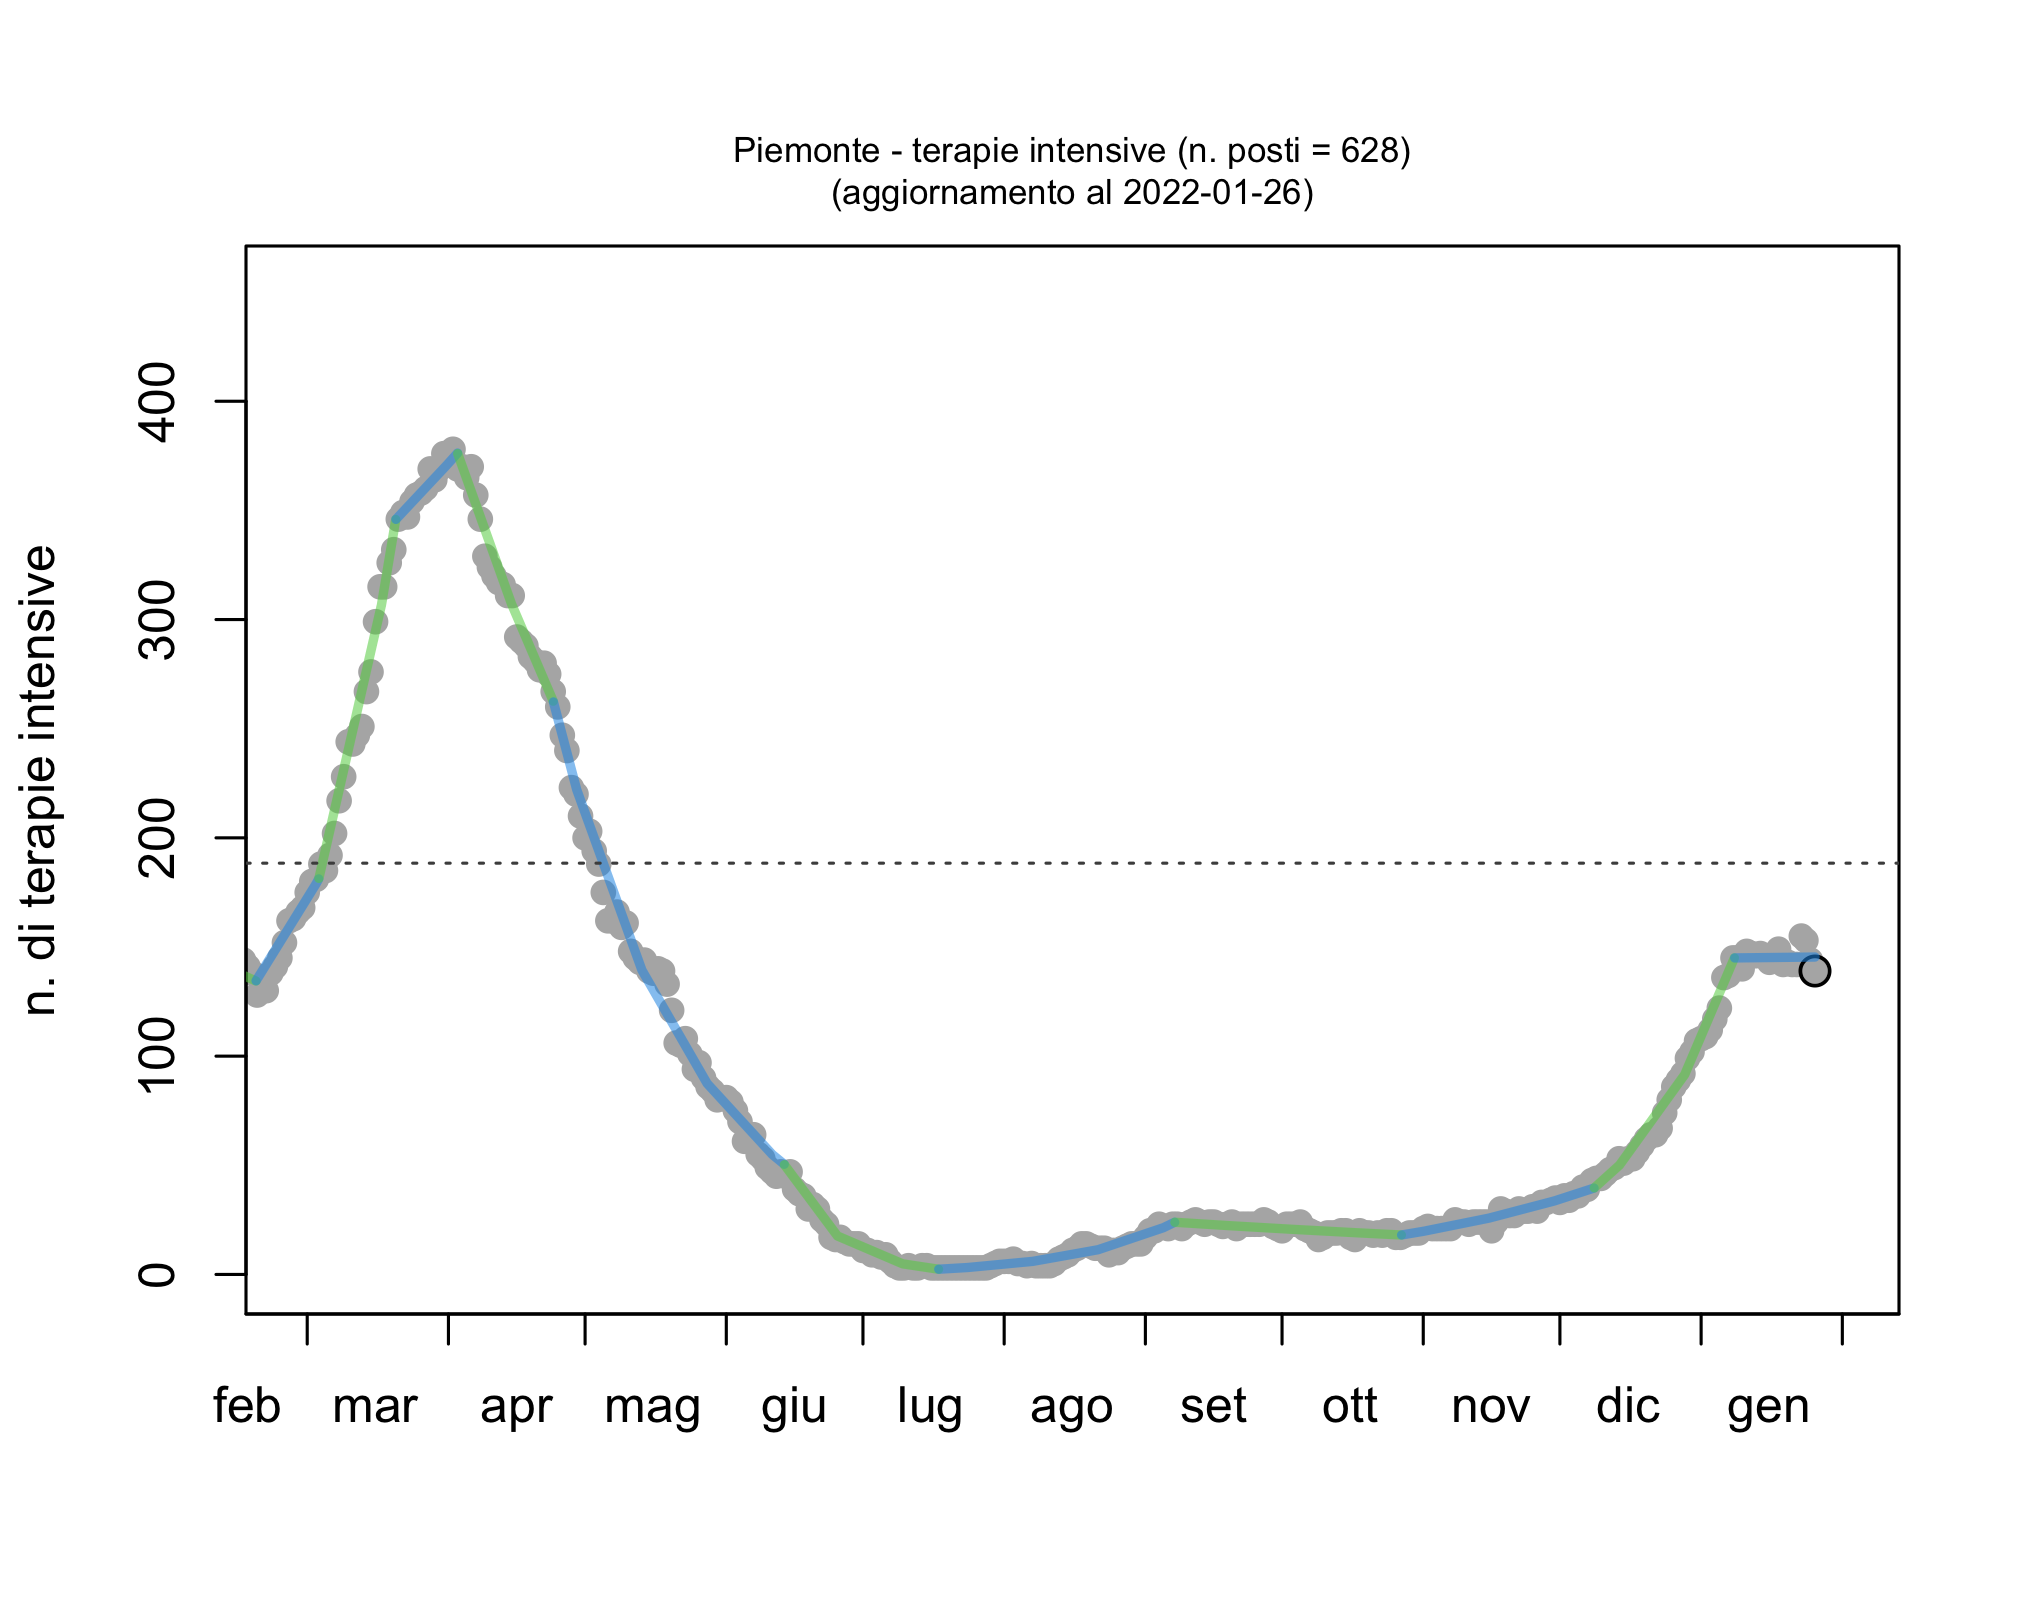 Piemonte - terapie intensive (n. posti = 628)
(aggiornamento al 2022-01-26)
n. di terapie intensive
400
300
200
100
0
feb mar apr mag giu lug ago set ott nov dic gen